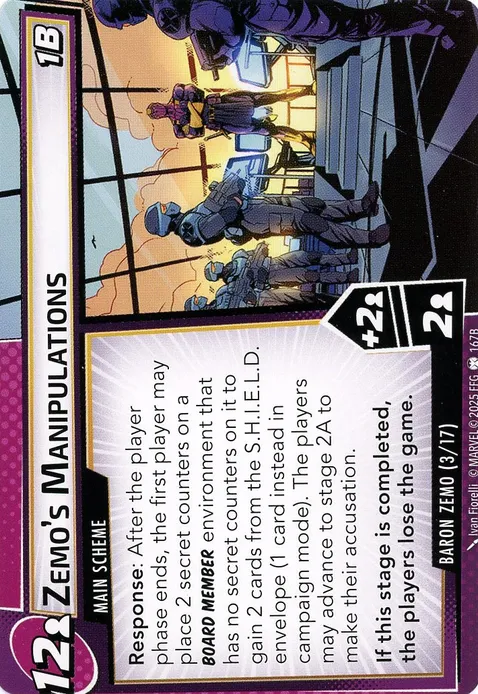 12
ZEMO'S MANIPULATIONS
1B
MAIN SCHEME
Response: After the player
phase ends, the first player may
place 2 secret counters on a
BOARD MEMBER environment that
has no secret counters on it to
gain 2 cards from the S.H.I.E.L.D.
envelope (1 card instead in
campaign mode). The players
may advance to stage 2A to
make their accusation.
If this stage is completed,
the players lose the game.
+2
2
BARON ZEMO (3/17)
Ivan Fiorelli © MARVEL © 2025 FFG 167B